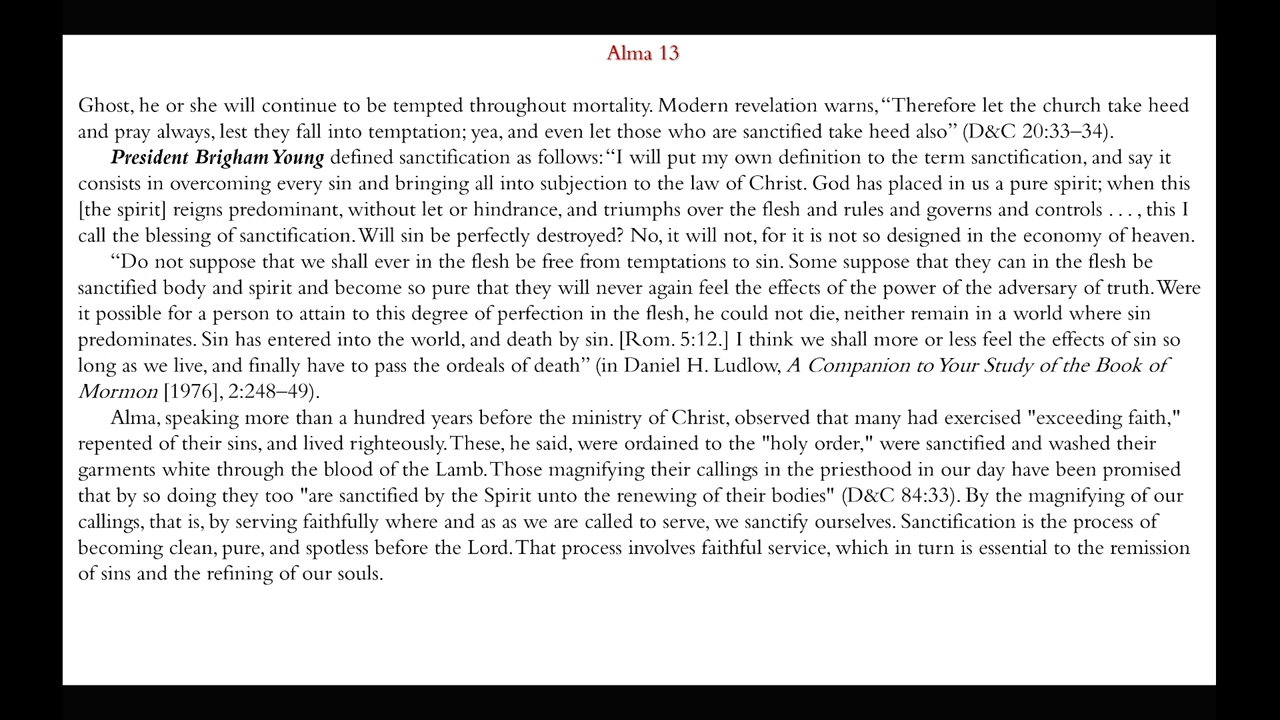 Alma 13
Ghost, he or she will continue to be tempted throughout mortality. Modern revelation warns, “Therefore let the church take heed
and pray always, lest they fall into temptation; yea, and even let those who are sanctified take heed also” (D&C 20:33–34).
President Brigham Young defined sanctification as follows: “I will put my own definition to the term sanctification, and say it
consists in overcoming every sin and bringing all into subjection to the law of Christ. God has placed in us a pure spirit; when this
[the spirit] reigns predominant, without let or hindrance, and triumphs over the flesh and rules and governs and controls . . . , this I
call the blessing of sanctification. Will sin be perfectly destroyed? No, it will not, for it is not so designed in the economy of heaven.
“Do not suppose that we shall ever in the flesh be free from temptations to sin. Some suppose that they can in the flesh be
sanctified body and spirit and become so pure that they will never again feel the effects of the power of the adversary of truth. Were
it possible for a person to attain to this degree of perfection in the flesh, he could not die, neither remain in a world where sin
predominates. Sin has entered into the world, and death by sin. [Rom. 5:12.] I think we shall more or less feel the effects of sin so
long as we live, and finally have to pass the ordeals of death” (in Daniel H. Ludlow, A Companion to Your Study of the Book of
Mormon [1976], 2:248–49).
Alma, speaking more than a hundred years before the ministry of Christ, observed that many had exercised "exceeding faith,"
repented of their sins, and lived righteously. These, he said, were ordained to the "holy order," were sanctified and washed their
garments white through the blood of the Lamb. Those magnifying their callings in the priesthood in our day have been promised
that by so doing they too "are sanctified by the Spirit unto the renewing of their bodies" (D&C 84:33). By the magnifying of our
callings, that is, by serving faithfully where and as as we are called to serve, we sanctify ourselves. Sanctification is the process of
becoming clean, pure, and spotless before the Lord. That process involves faithful service, which in turn is essential to the remission
of sins and the refining of our souls.